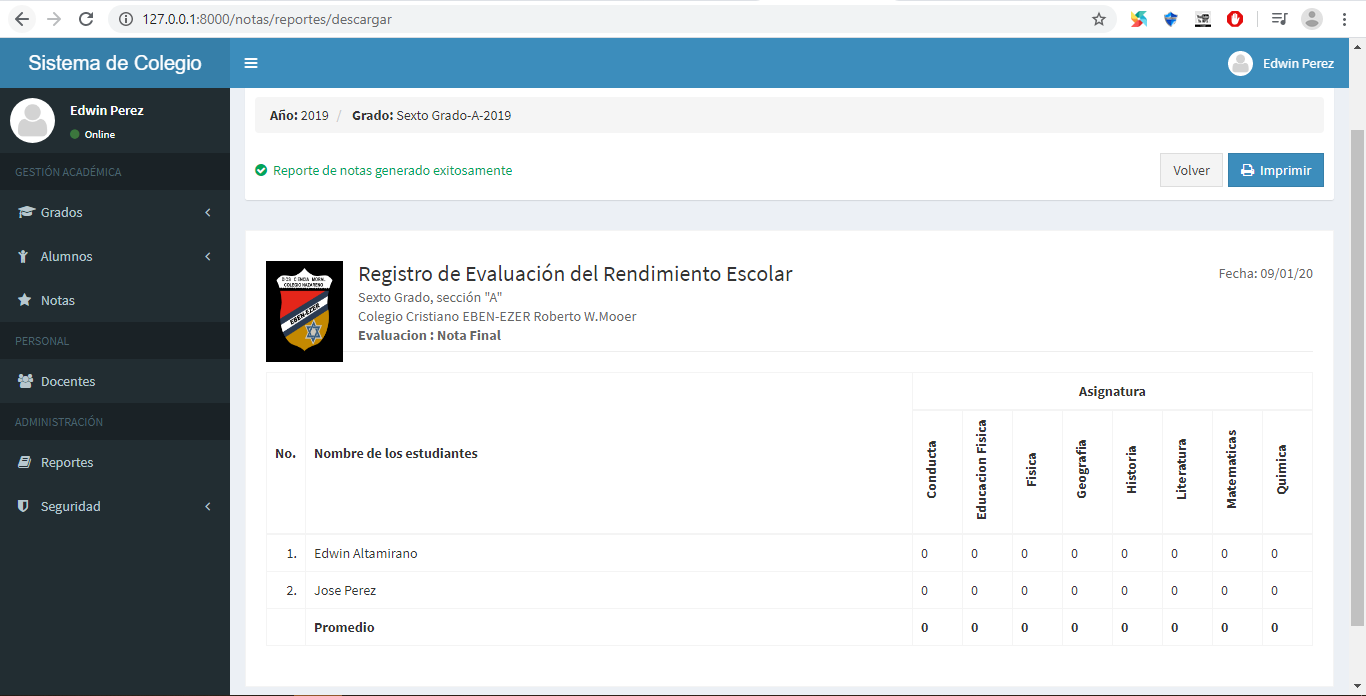 127.0.0.1:8000/notas/reportes/descargar
Sistema de Colegio
Edwin Perez
Edwin Perez
Online
Año: 2019 / Grado: Sexto Grado-A-2019
GESTIÓN ACADÉMICA
Reporte de notas generado exitosamente
Volver
Imprimir
Grados
Alumnos
Notas
PERSONAL
Docentes
ADMINISTRACIÓN
Reportes
Seguridad
DIOS CIENCIA MORAL
COLEGIO NAZARENO
EBEN-EZER
Registro de Evaluación del Rendimiento Escolar
Fecha: 09/01/20
Sexto Grado, sección "A"
Colegio Cristiano EBEN-EZER Roberto W.Mooer
Evaluacion : Nota Final
No. Nombre de los estudiantes Asignatura
Conducta Educacion Fisica Fisica Geografia Historia Literatura Matematicas Quimica
1. Edwin Altamirano 0 0 0 0 0 0 0 0
2. Jose Perez 0 0 0 0 0 0 0 0
Promedio 0 0 0 0 0 0 0 0